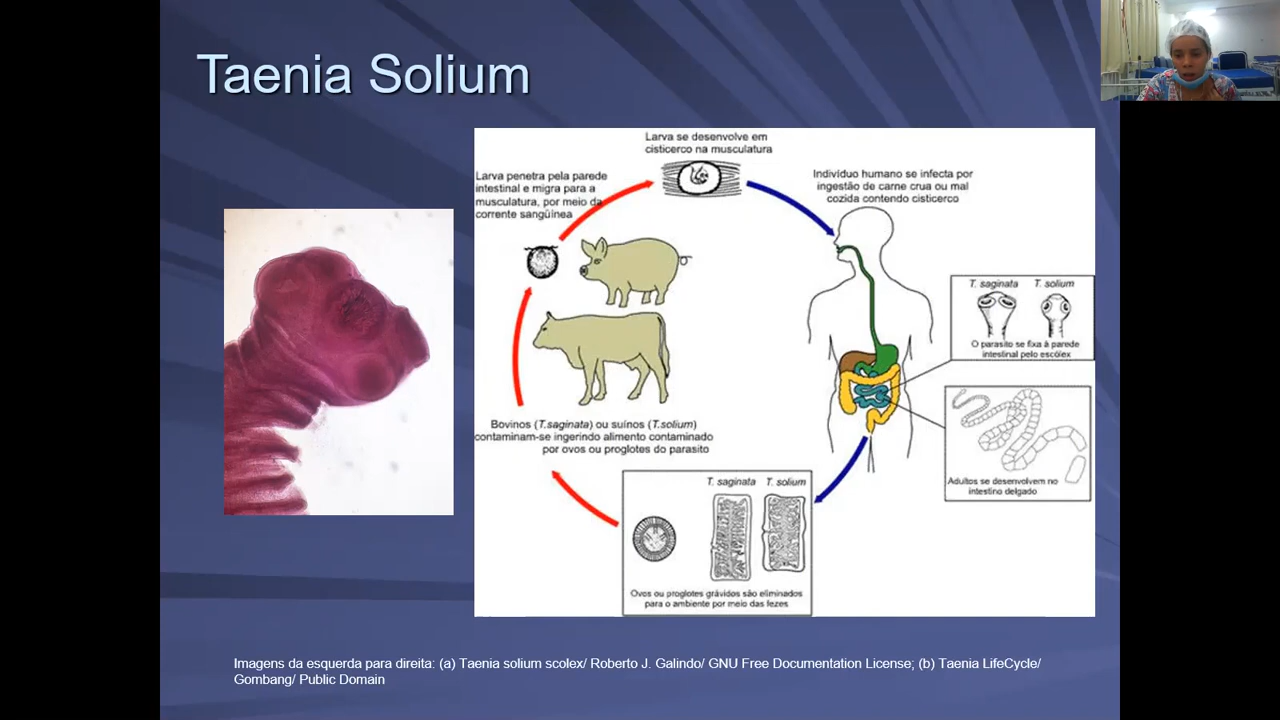 Taenia Solium
Larva se desenvolve em
cisticerco na musculatura
Larva penetra pela parede
intestinal e migra para a
musculatura, por meio da
corrente sangüínea
Indivíduo humano se infecta por
ingestão de carne crua ou mal
cozida contendo cisticerco
T. saginata T. solium
O parasito se fixa à parede
intestinal pelo escólex
Bovinos (T.saginata) ou suínos (T.solium)
contaminam-se ingerindo alimento contaminado
por ovos ou proglotes do parasito
Adultos se desenvolvem no
intestino delgado
T. saginata T. solium
Ovos ou proglotes grávidos são eliminados
para o ambiente por meio das fezes
Imagens da esquerda para direita: (a) Taenia solium scolex/ Roberto J. Galindo/ GNU Free Documentation License; (b) Taenia LifeCycle/
Gombang/ Public Domain